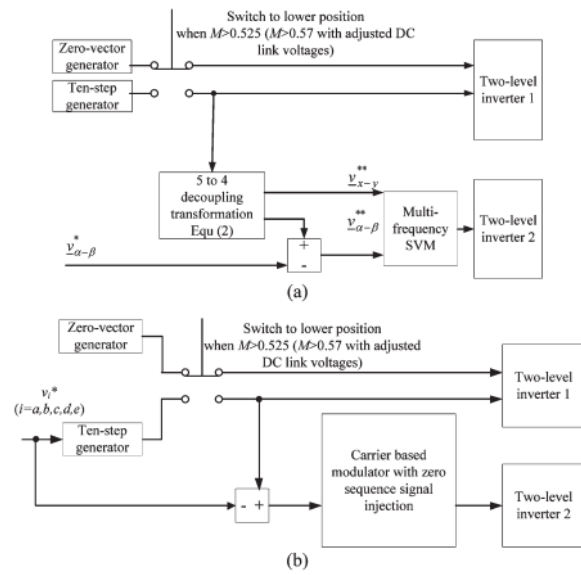 Switch to lower position
when M>0.525 (M>0.57 with adjusted DC
link voltages)
Zero-vector
generator
Ten-step
generator
Two-level
inverter 1
5 to 4
decoupling
transformation
Equ (2)
v**x-y
v**α-β
v*α-β
+
-
Multi-
frequency
SVM
Two-level
inverter 2
(a)
Zero-vector
generator
Switch to lower position
when M>0.525 (M>0.57 with adjusted
DC link voltages)
Two-level
inverter 1
vi*
(i=a,b,c,d,e)
Ten-step
generator
- +
Carrier based
modulator with zero
sequence signal
injection
Two-level
inverter 2
(b)